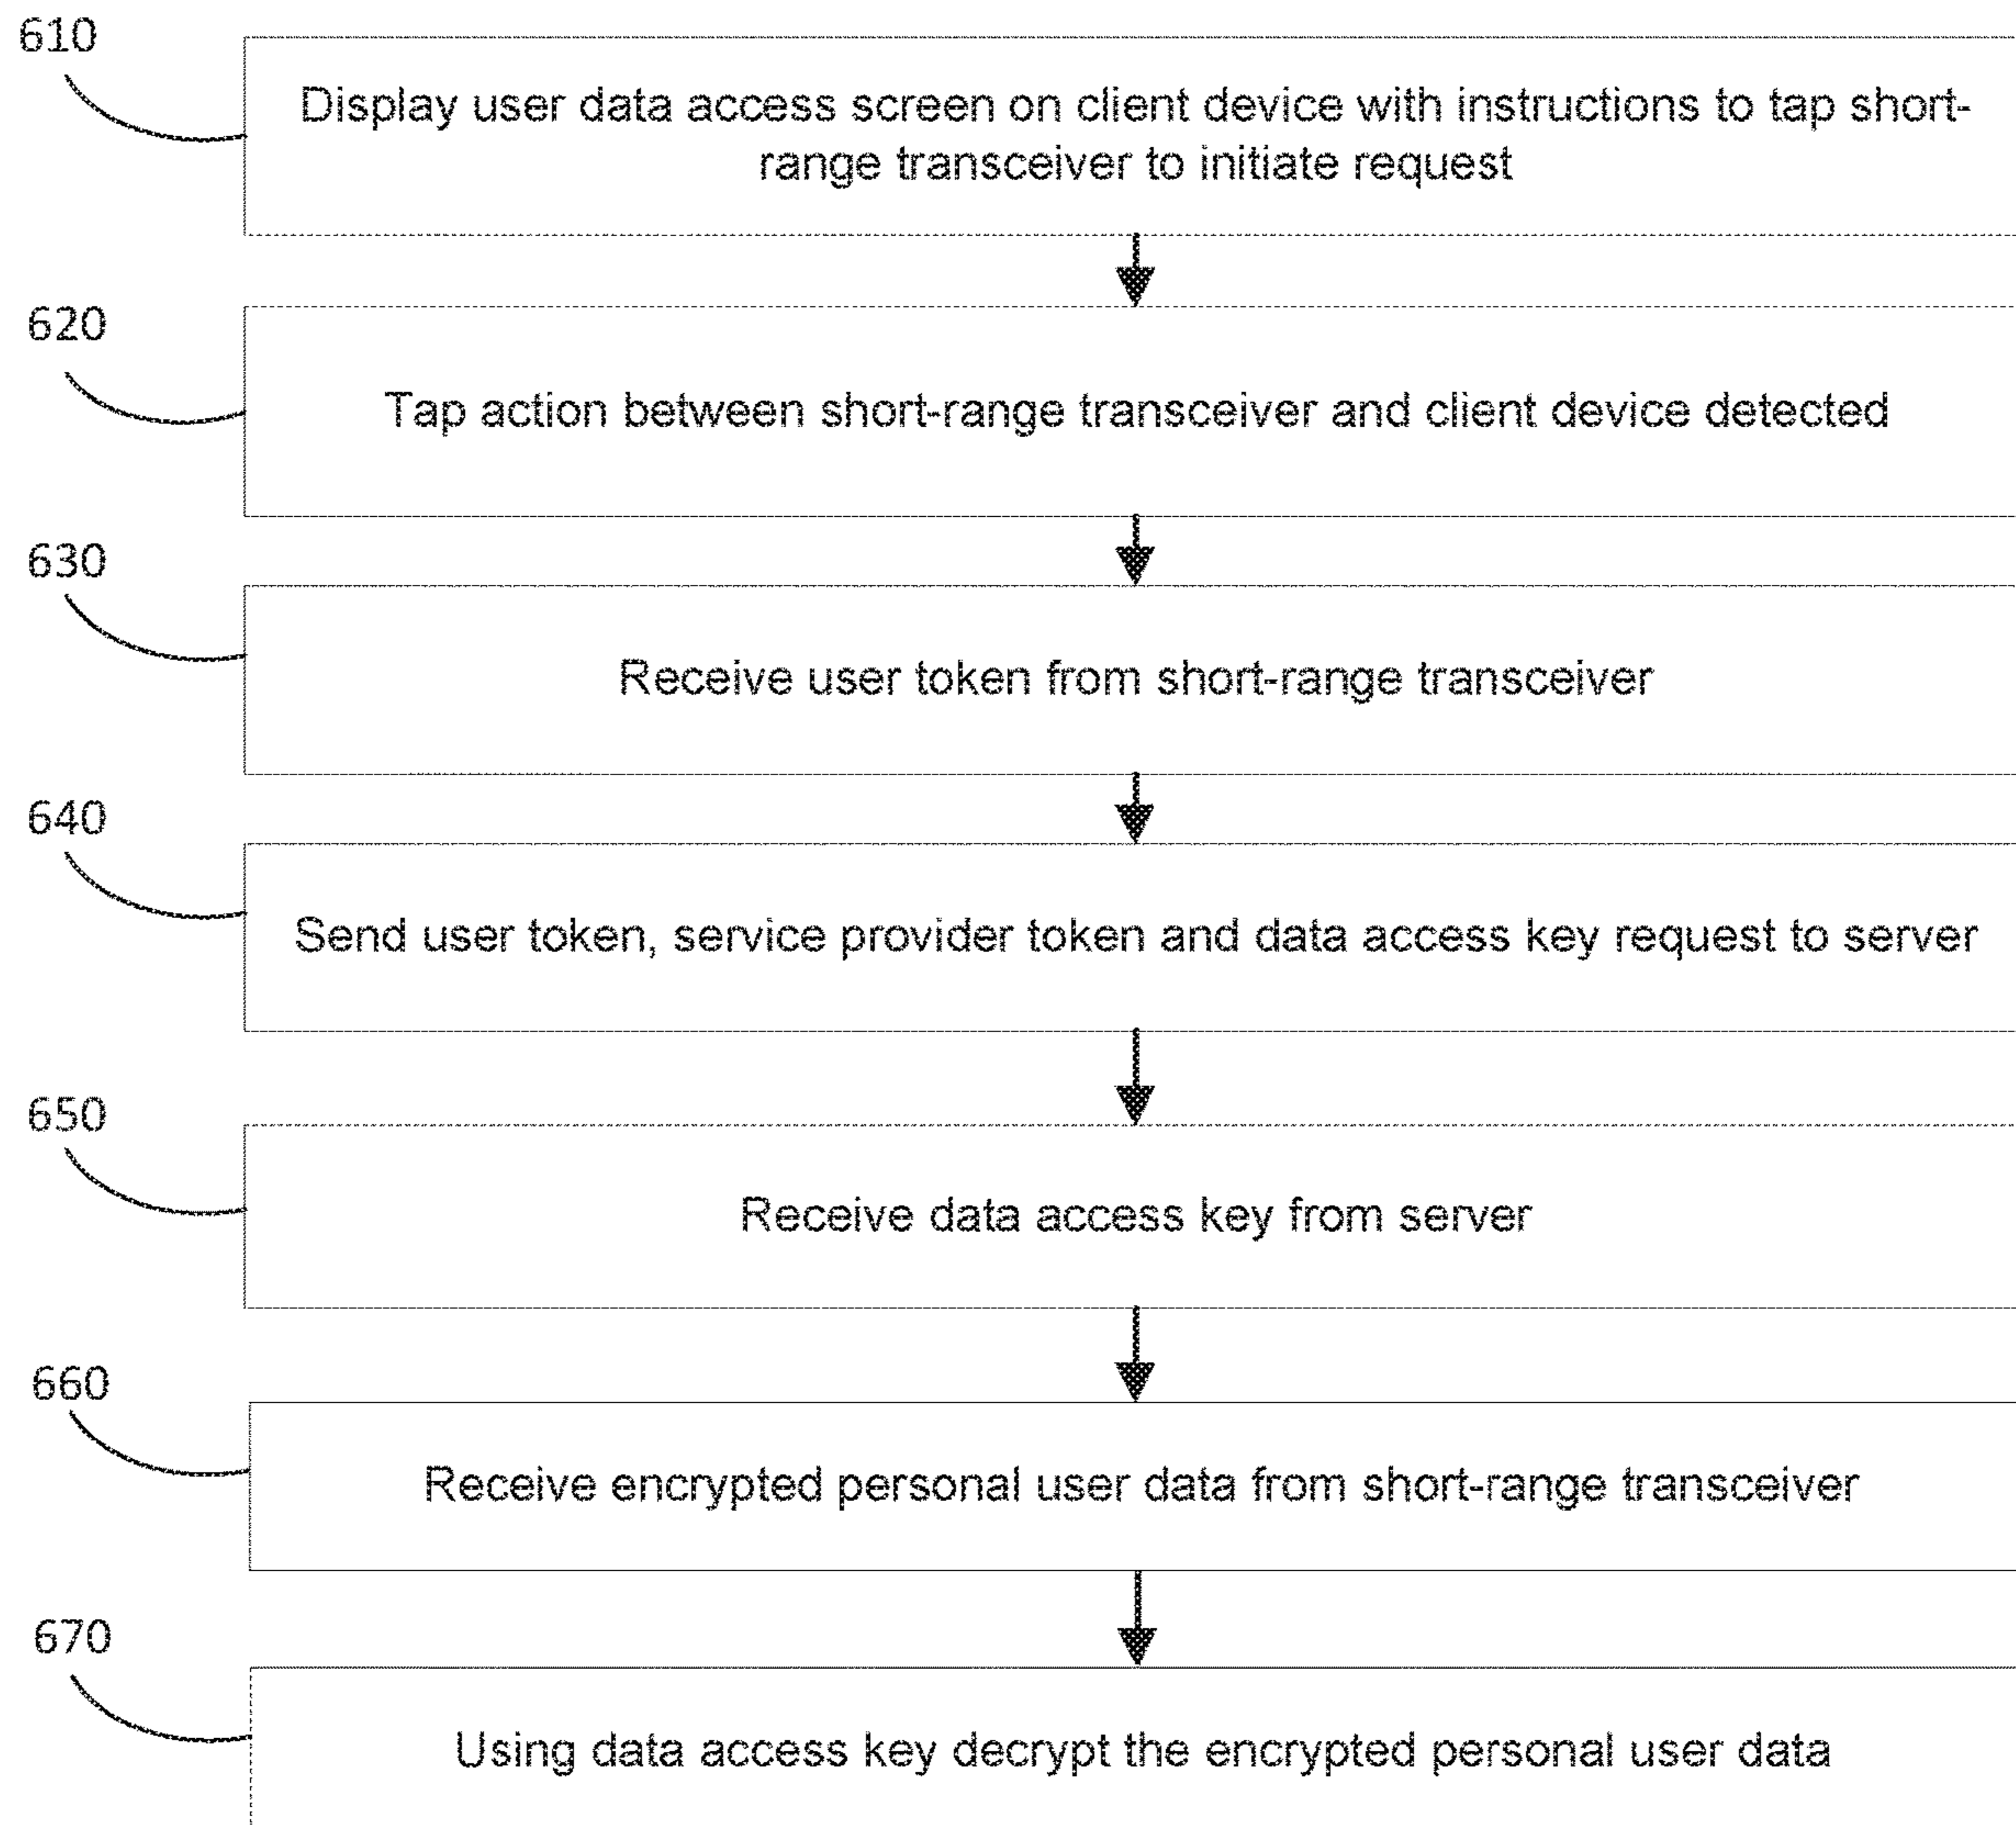 610
Display user data access screen on client device with instructions to tap short-
range transceiver to initiate request
620
Tap action between short-range transceiver and client device detected
630
Receive user token from short-range transceiver
640
Send user token, service provider token and data access key request to server
650
Receive data access key from server
660
Receive encrypted personal user data from short-range transceiver
670
Using data access key decrypt the encrypted personal user data